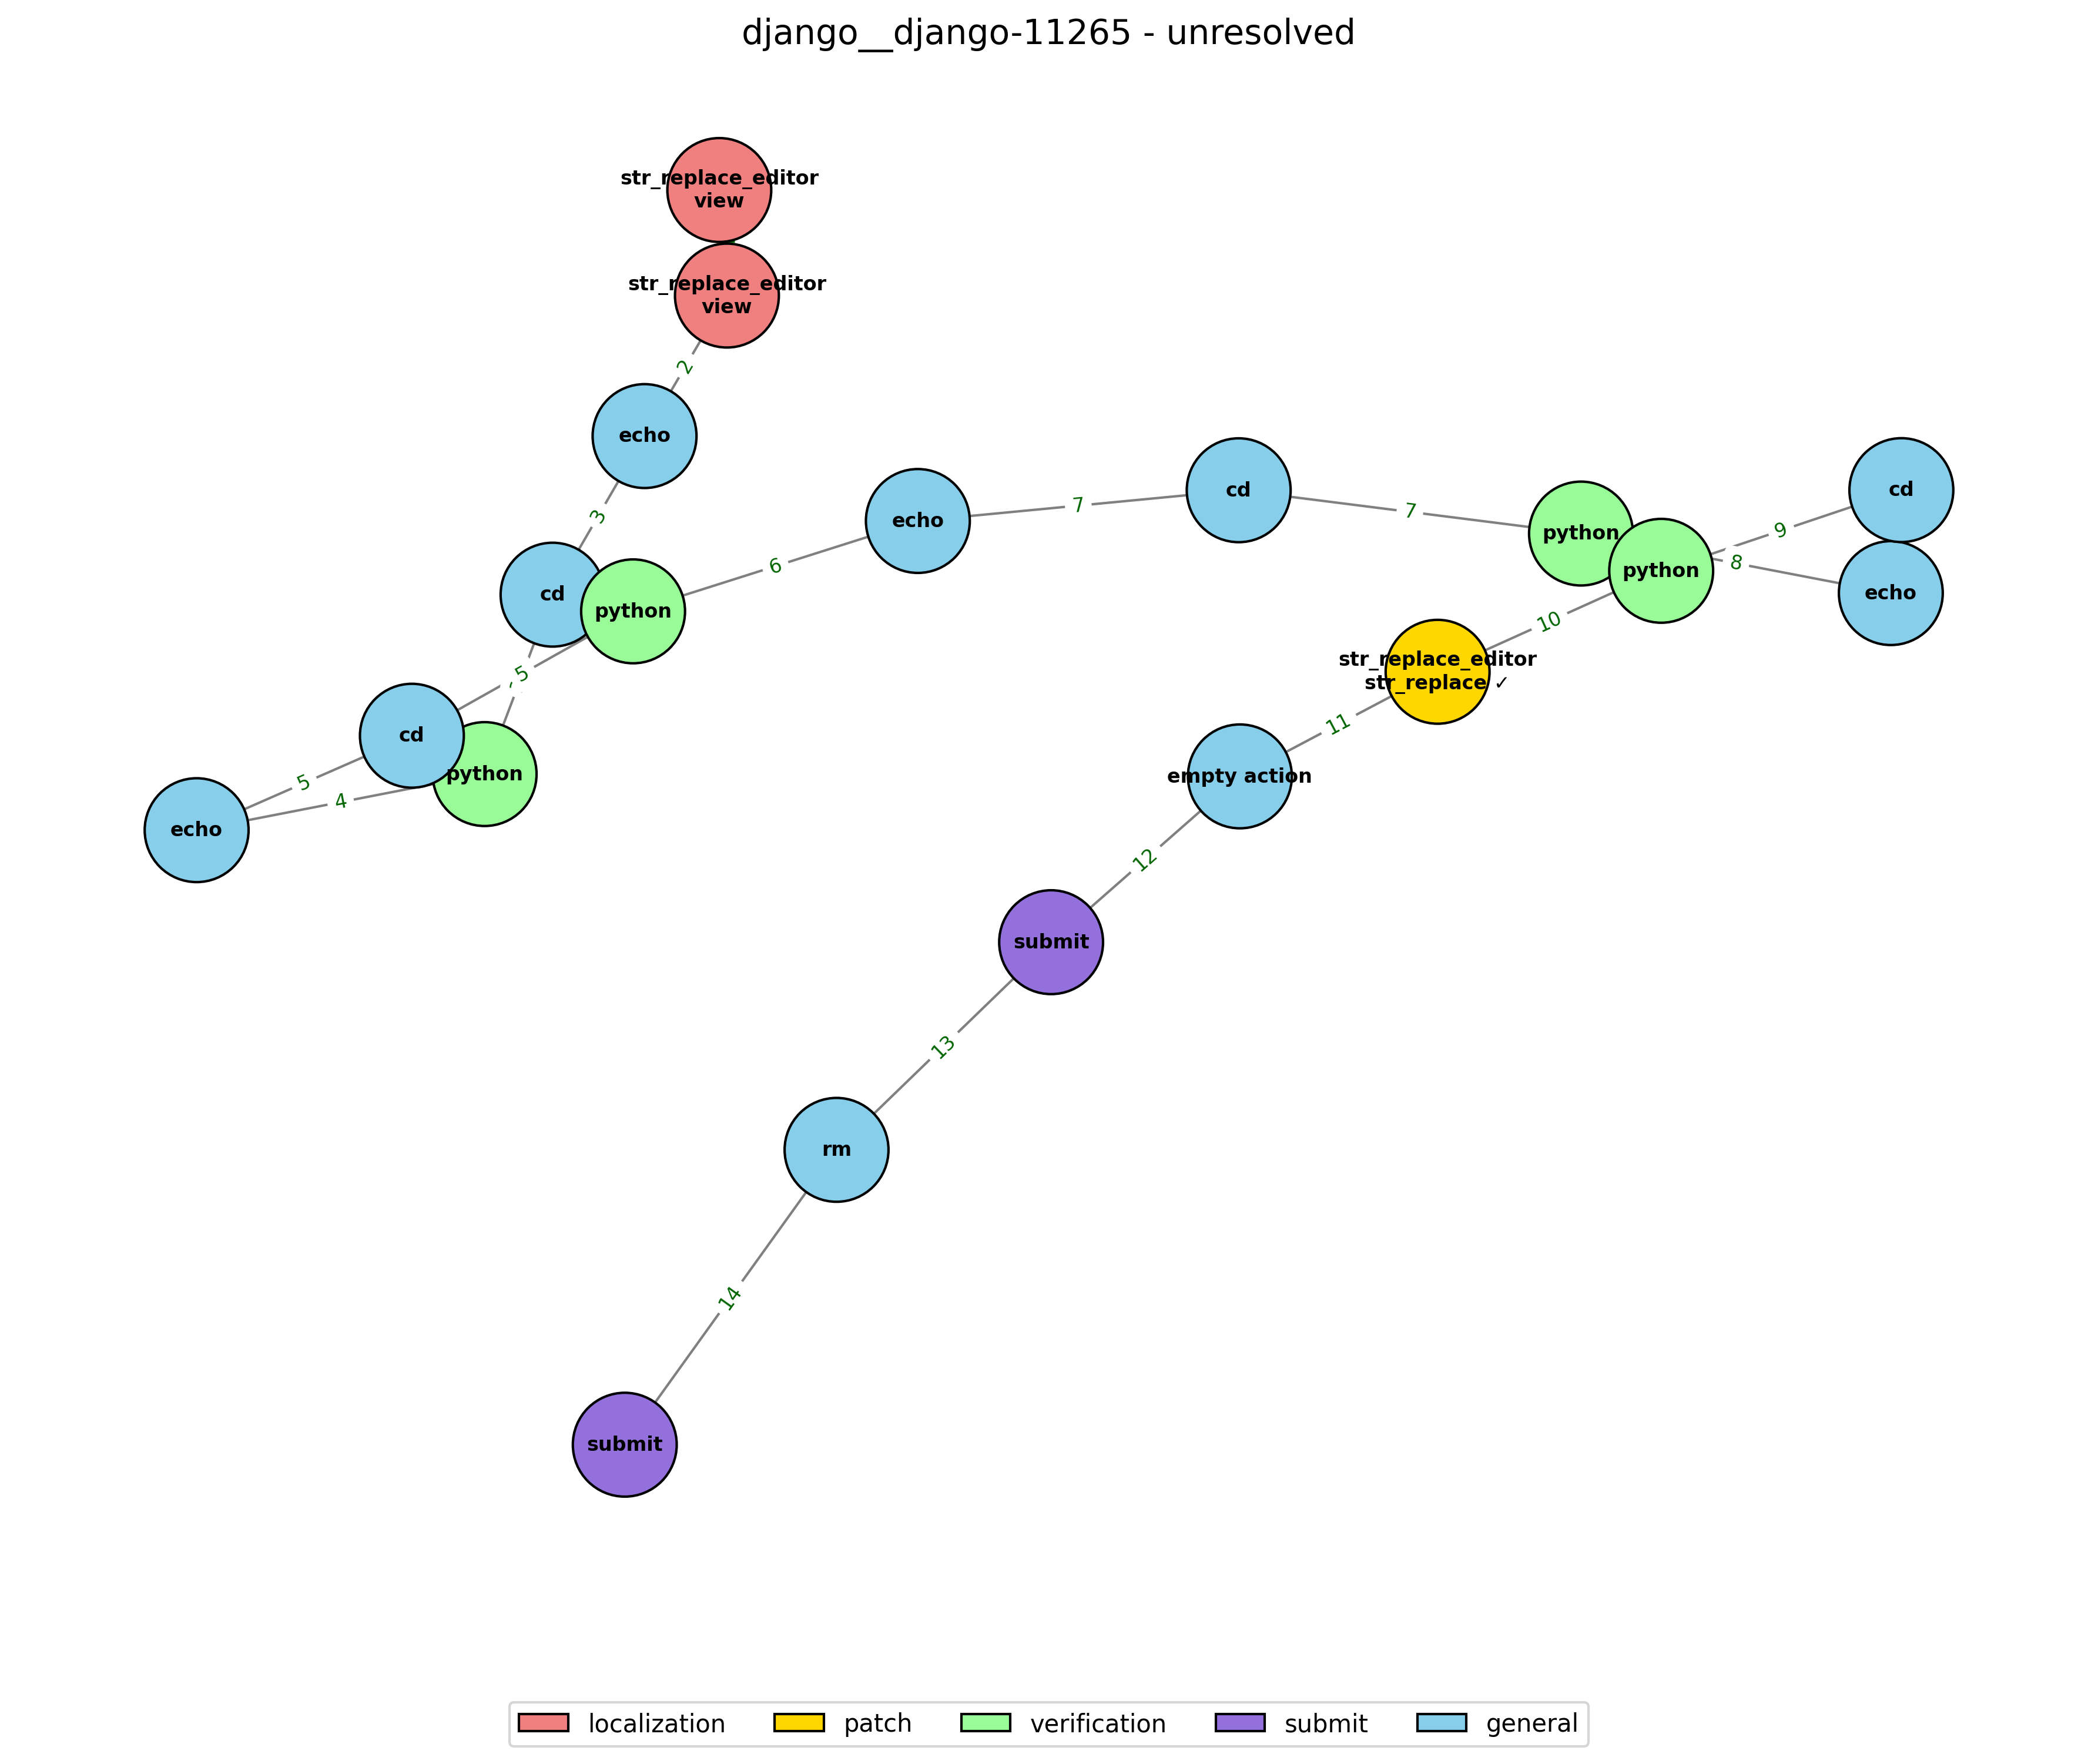 django__django-11265 - unresolved
str_replace_editor
view
str_replace_editor
view
2
echo
3
cd
python
6
echo
7
cd
7
python
python
9
cd
8
echo
10
str_replace_editor
str_replace ✓
11
empty action
5
cd
python
5
4
echo
12
submit
13
rm
14
submit
localization
patch
verification
submit
general